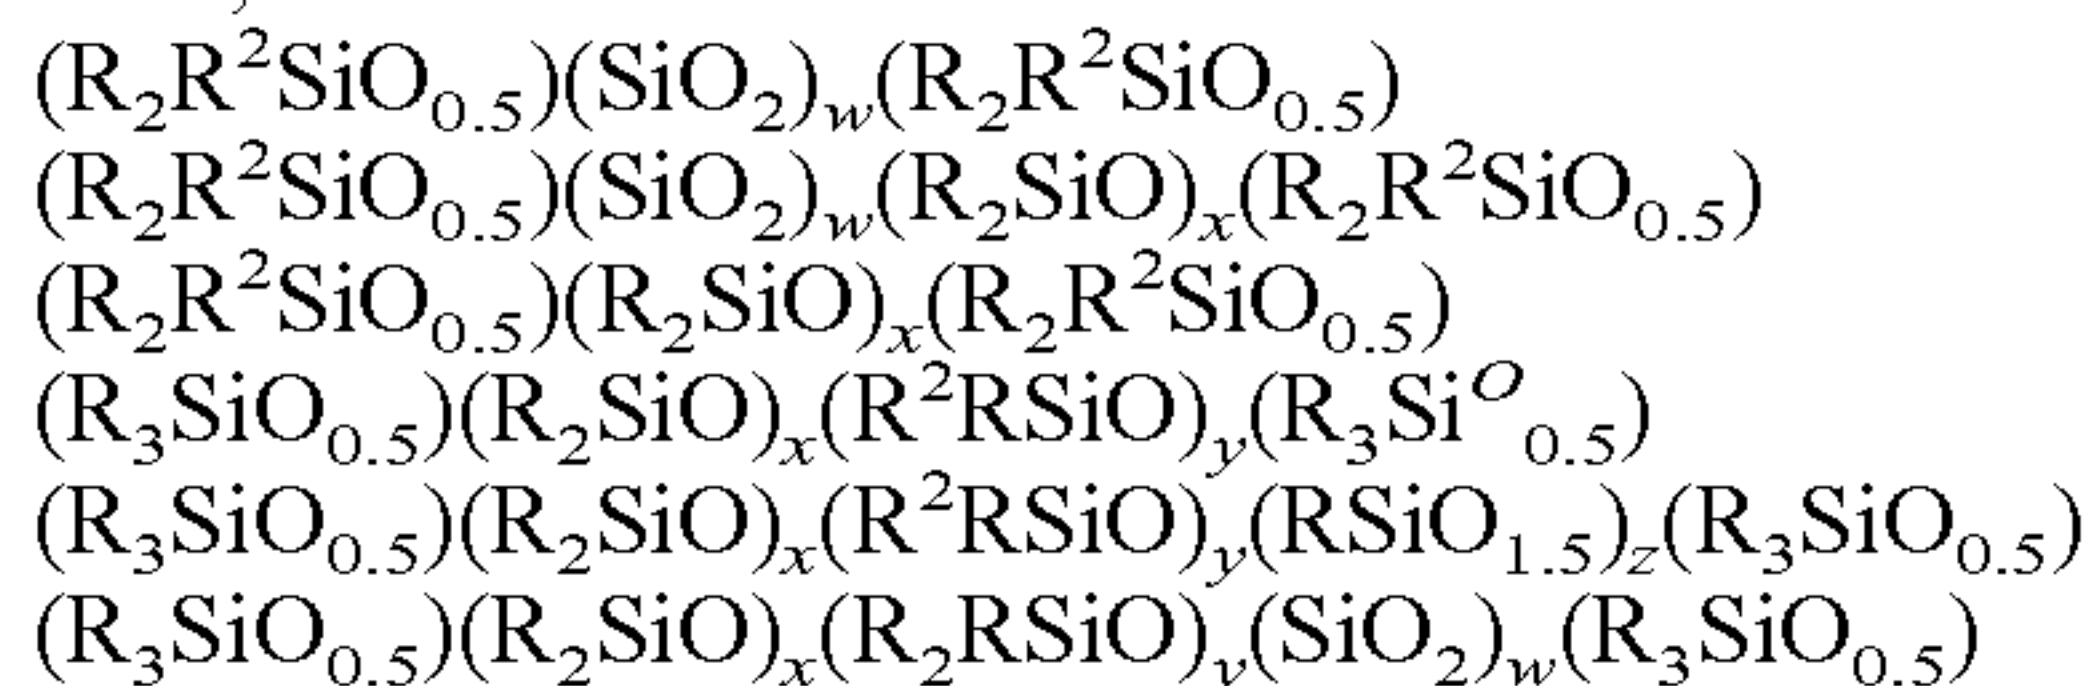 (R₂R²SiO₀.₅)(SiO₂)w(R₂R²SiO₀.₅)
(R₂R²SiO₀.₅)(SiO₂)w(R₂SiO)x(R₂R²SiO₀.₅)
(R₂R²SiO₀.₅)(R₂SiO)x(R₂R²SiO₀.₅)
(R₃SiO₀.₅)(R₂SiO)x(R²RSiO)y(R₃SiO₀.₅)
(R₃SiO₀.₅)(R₂SiO)x(R²RSiO)y(RSiO₁.₅)z(R₃SiO₀.₅)
(R₃SiO₀.₅)(R₂SiO)x(R₂RSiO)y(SiO₂)w(R₃SiO₀.₅)